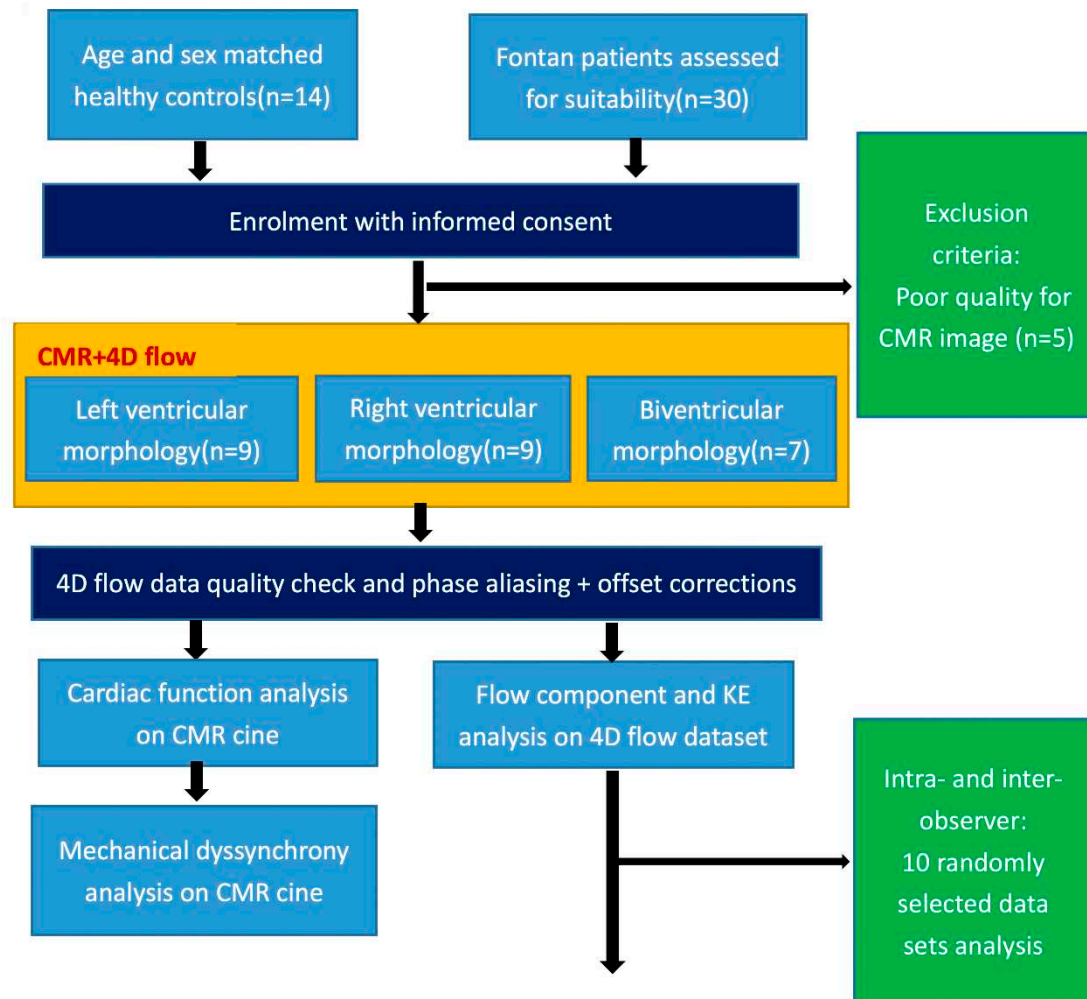 Age and sex matched
healthy controls(n=14)
Fontan patients assessed
for suitability(n=30)
Enrolment with informed consent
Exclusion
criteria:
Poor quality for
CMR image (n=5)
CMR+4D flow
Left ventricular
morphology(n=9)
Right ventricular
morphology(n=9)
Biventricular
morphology(n=7)
4D flow data quality check and phase aliasing + offset corrections
Cardiac function analysis
on CMR cine
Flow component and KE
analysis on 4D flow dataset
Mechanical dyssynchrony
analysis on CMR cine
Intra- and inter-
observer:
10 randomly
selected data
sets analysis